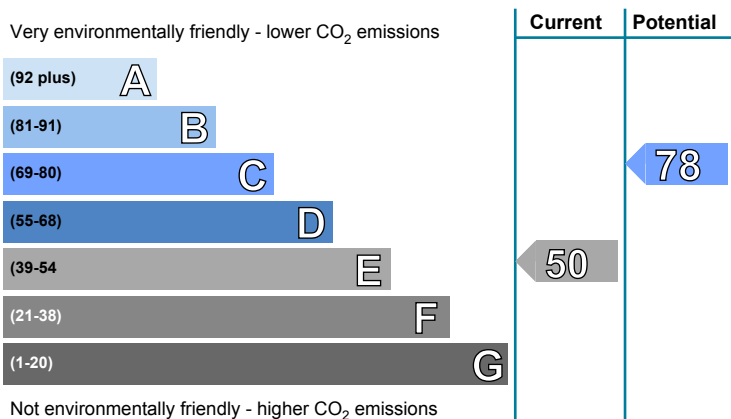 Very environmentally friendly - lower CO₂ emissions
Current
Potential
(92 plus) A
(81-91) B
(69-80) C
78
(55-68) D
(39-54 E
50
(21-38) F
(1-20) G
Not environmentally friendly - higher CO₂ emissions